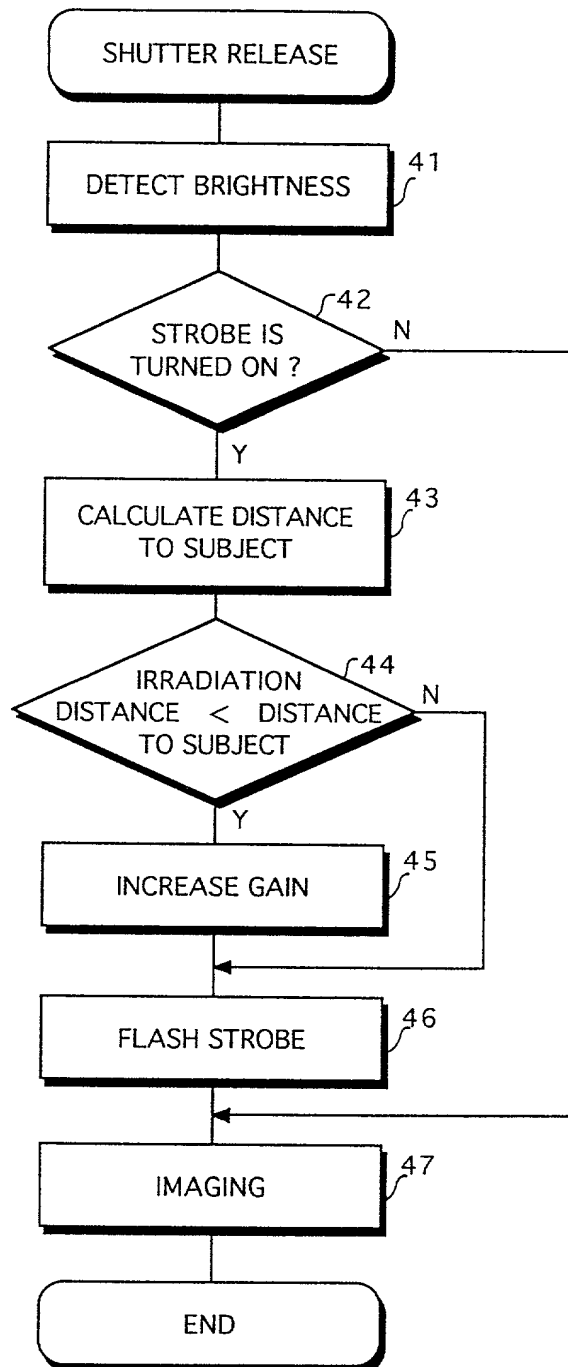 SHUTTER RELEASE
41
DETECT BRIGHTNESS
42
STROBE IS
TURNED ON ?
N
Y
43
CALCULATE DISTANCE
TO SUBJECT
44
IRRADIATION
DISTANCE < DISTANCE
TO SUBJECT
N
Y
45
INCREASE GAIN
46
FLASH STROBE
47
IMAGING
END